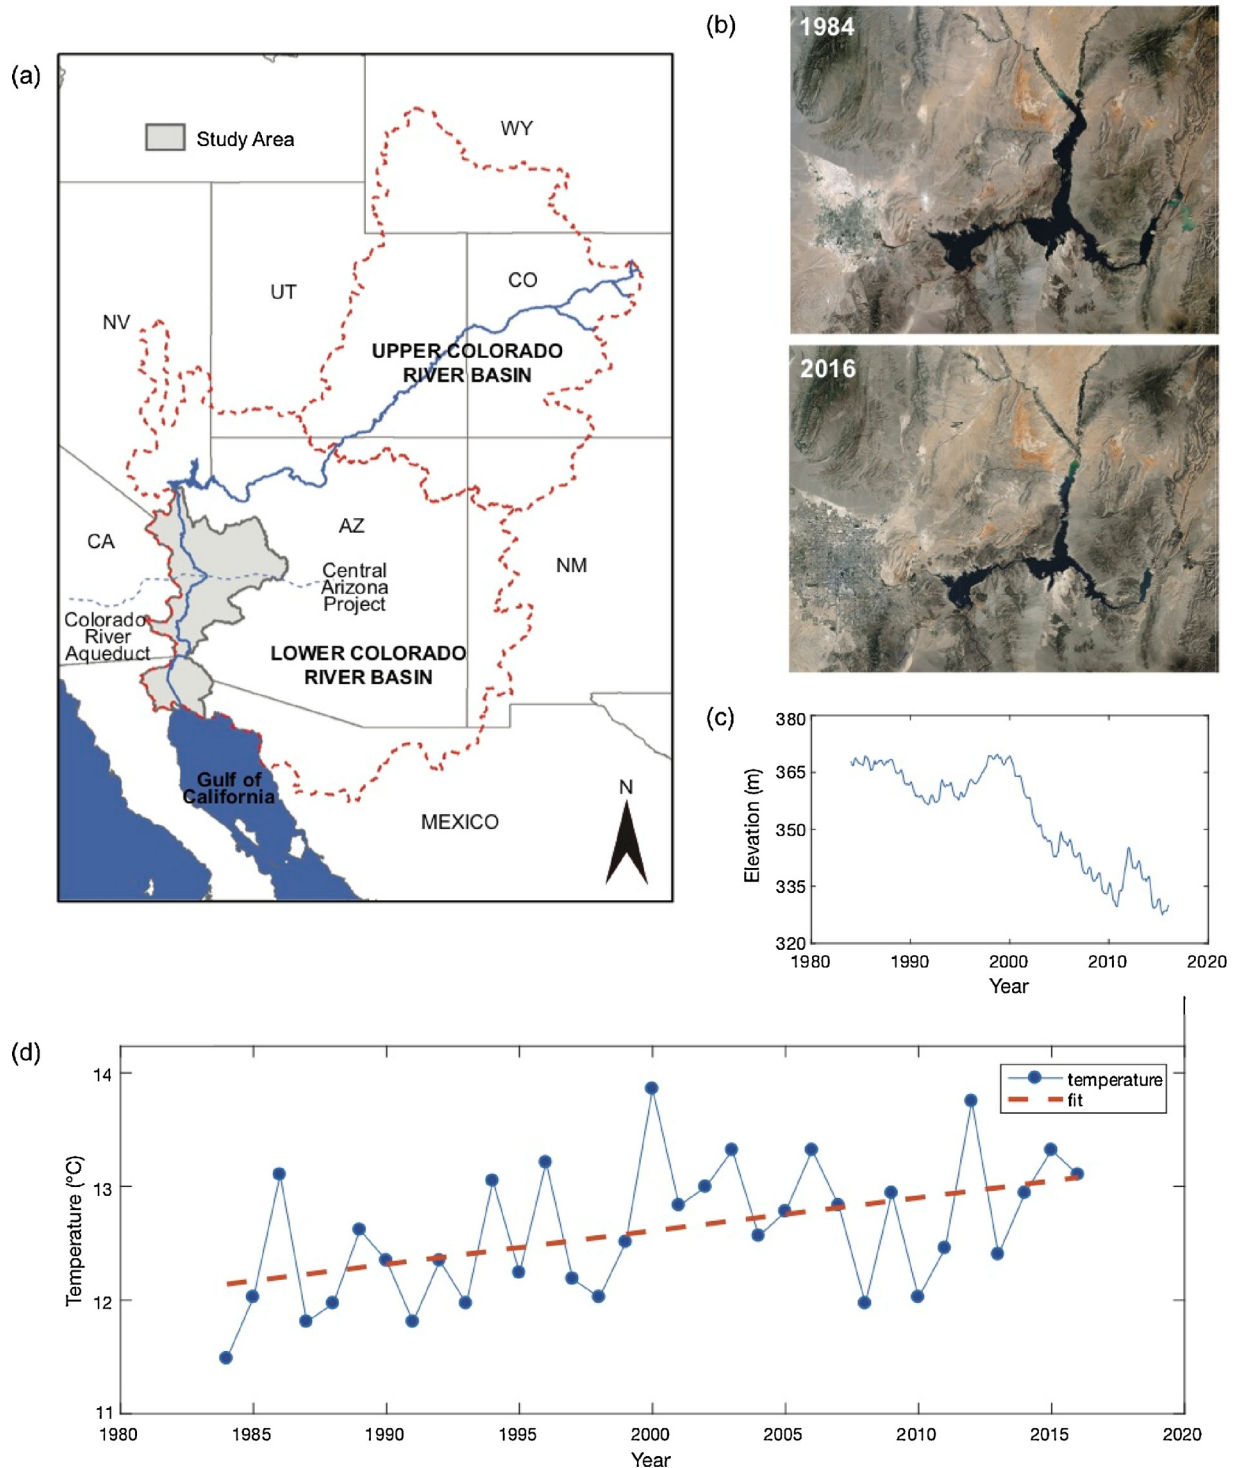 (a)
WY
Study Area
UT
CO
NV
UPPER COLORADO
RIVER BASIN
AZ
CA
NM
Central
Arizona
Project
Colorado
River
Aqueduct
LOWER COLORADO
RIVER BASIN
Gulf of
California
N
MEXICO
(b)
1984
2016
(c)
380
365
350
335
320
Elevation (m)
1980
1990
2000
2010
2020
Year
(d)
14
13
12
11
Temperature (°C)
temperature
fit
1980
1985
1990
1995
2000
2005
2010
2015
2020
Year